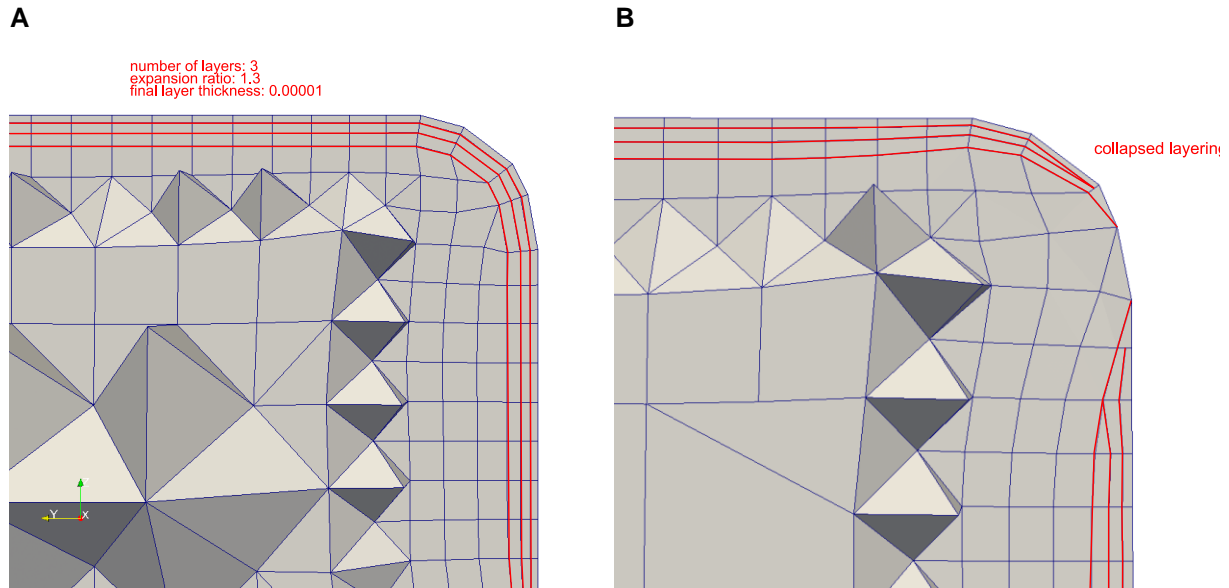 A
B
number of layers: 3
expansion ratio: 1.3
final layer thickness: 0.00001
collapsed layering
Z
Y
X